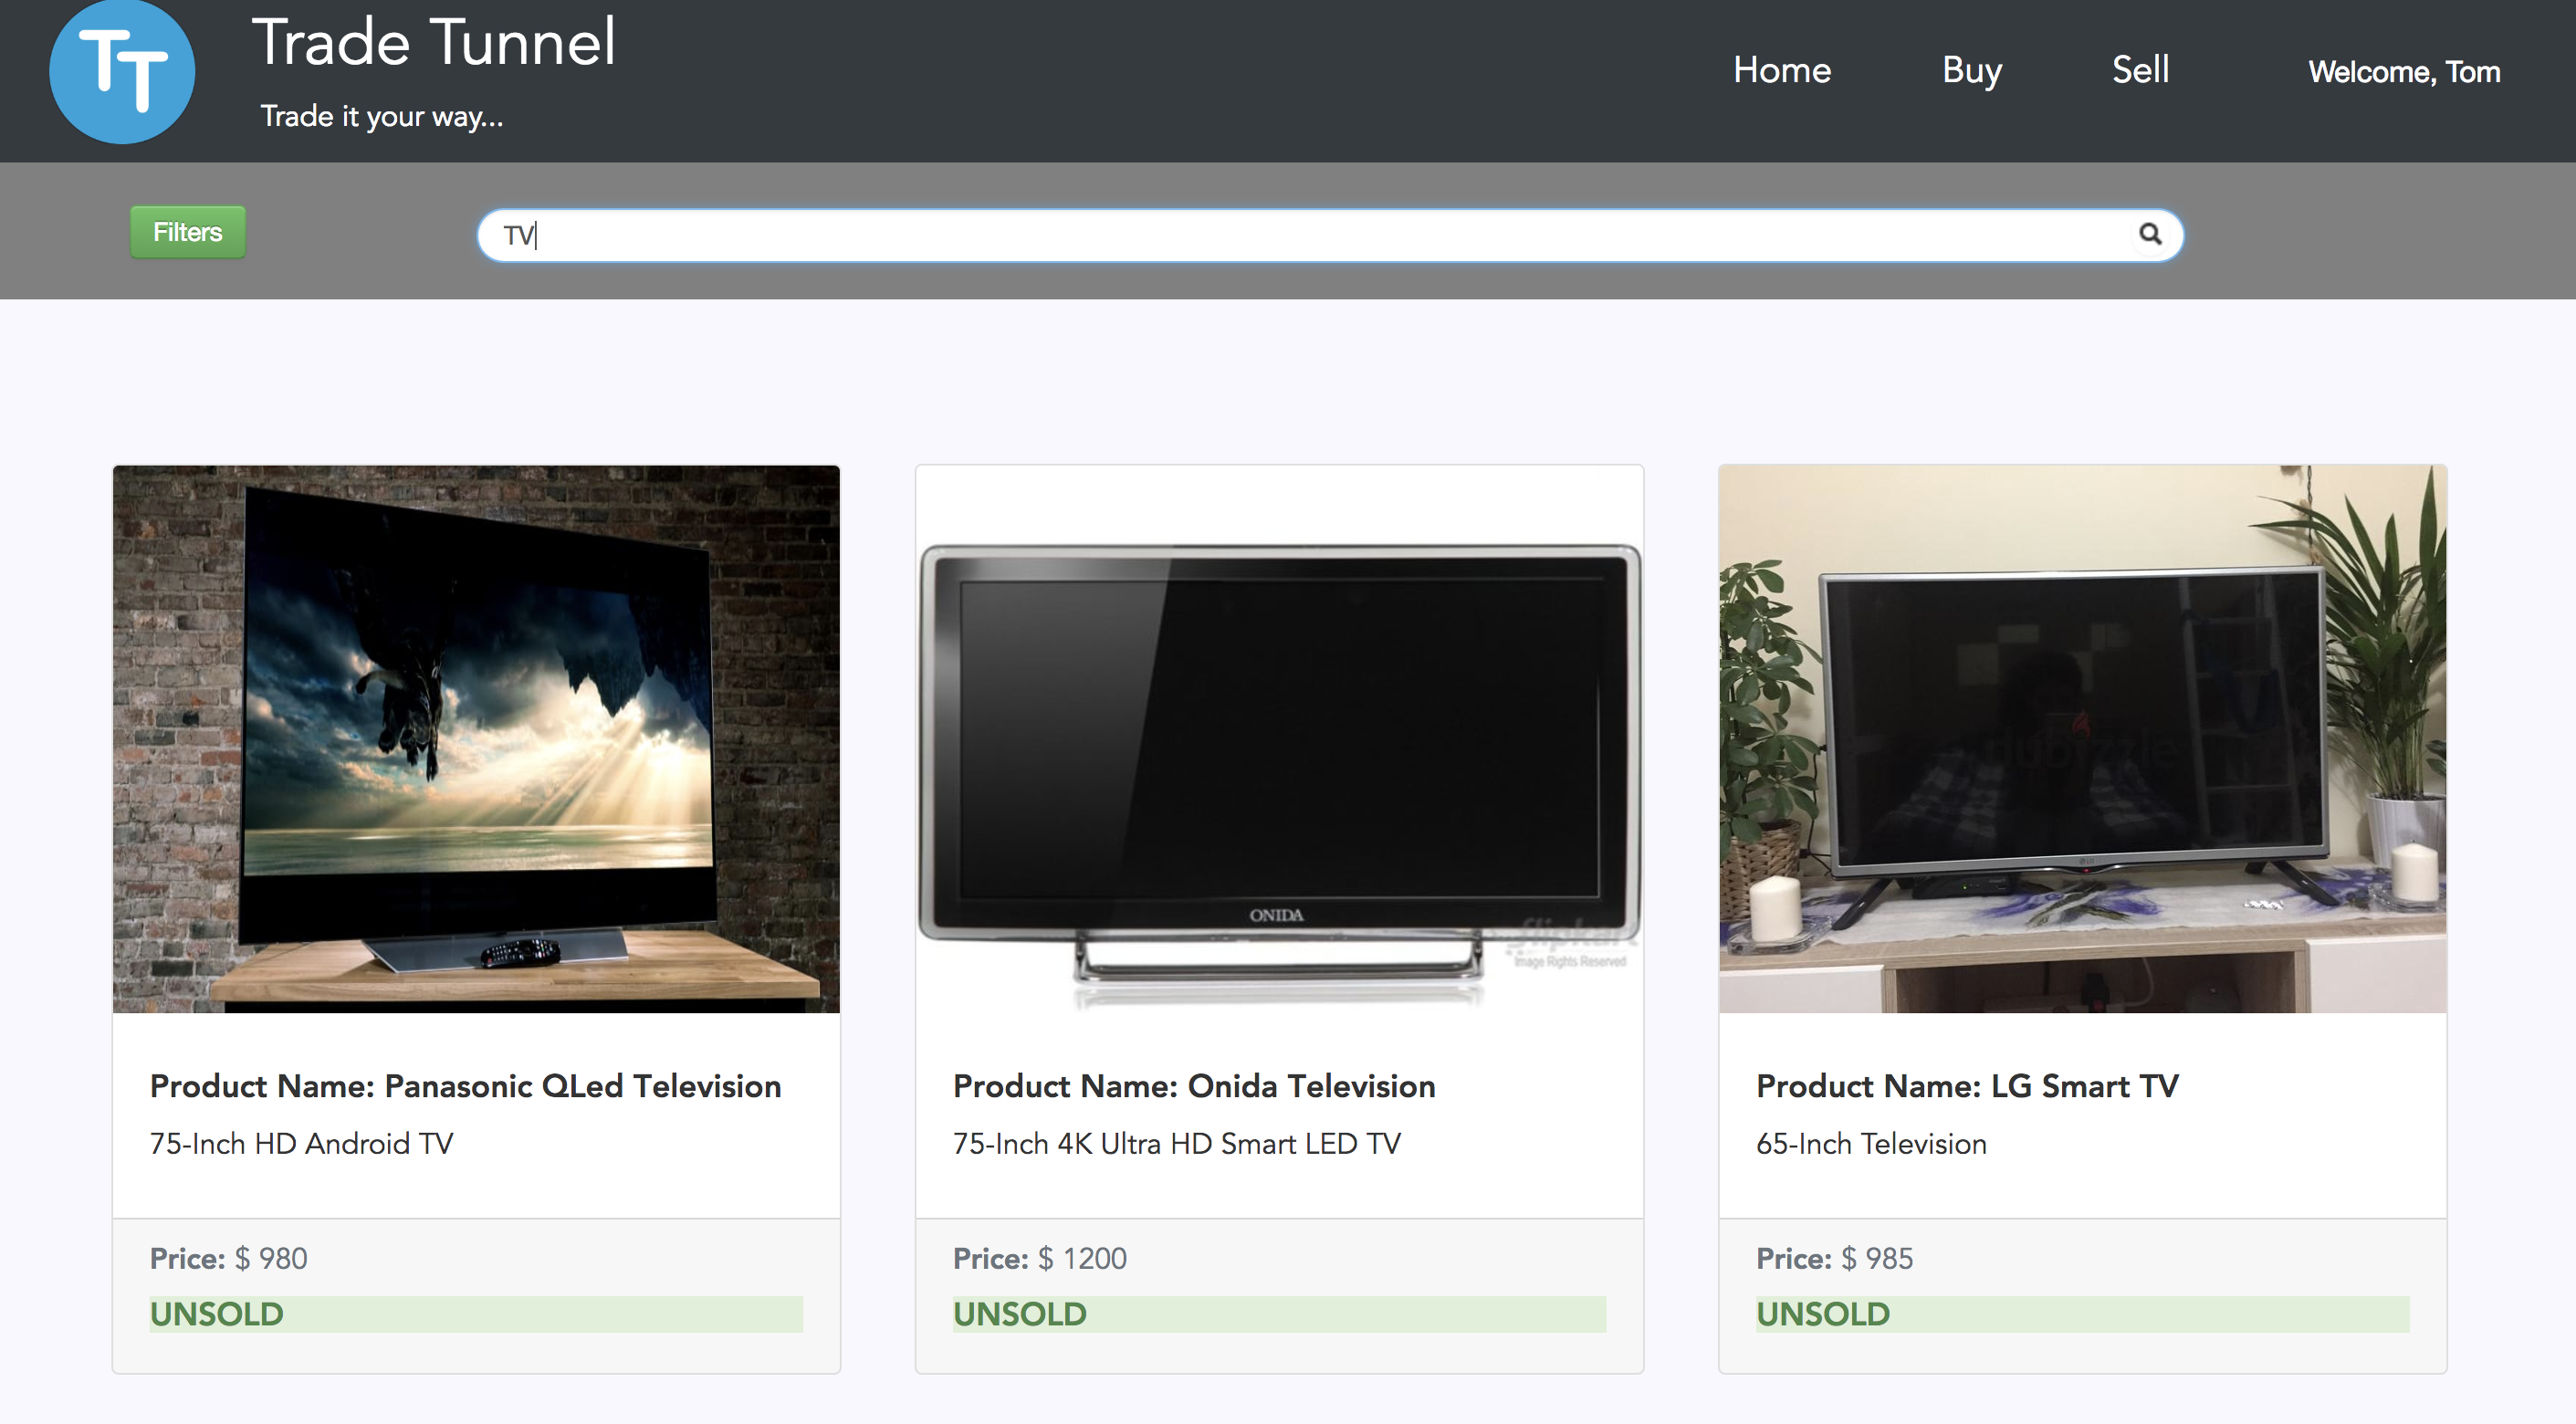 TT
Trade Tunnel
Trade it your way...
Home
Buy
Sell
Welcome, Tom
Filters
TV
ONIDA
flipkart
Image Rights Reserved
dubizzle
LG
Product Name: Panasonic QLed Television
75-Inch HD Android TV
Price: $ 980
UNSOLD
Product Name: Onida Television
75-Inch 4K Ultra HD Smart LED TV
Price: $ 1200
UNSOLD
Product Name: LG Smart TV
65-Inch Television
Price: $ 985
UNSOLD